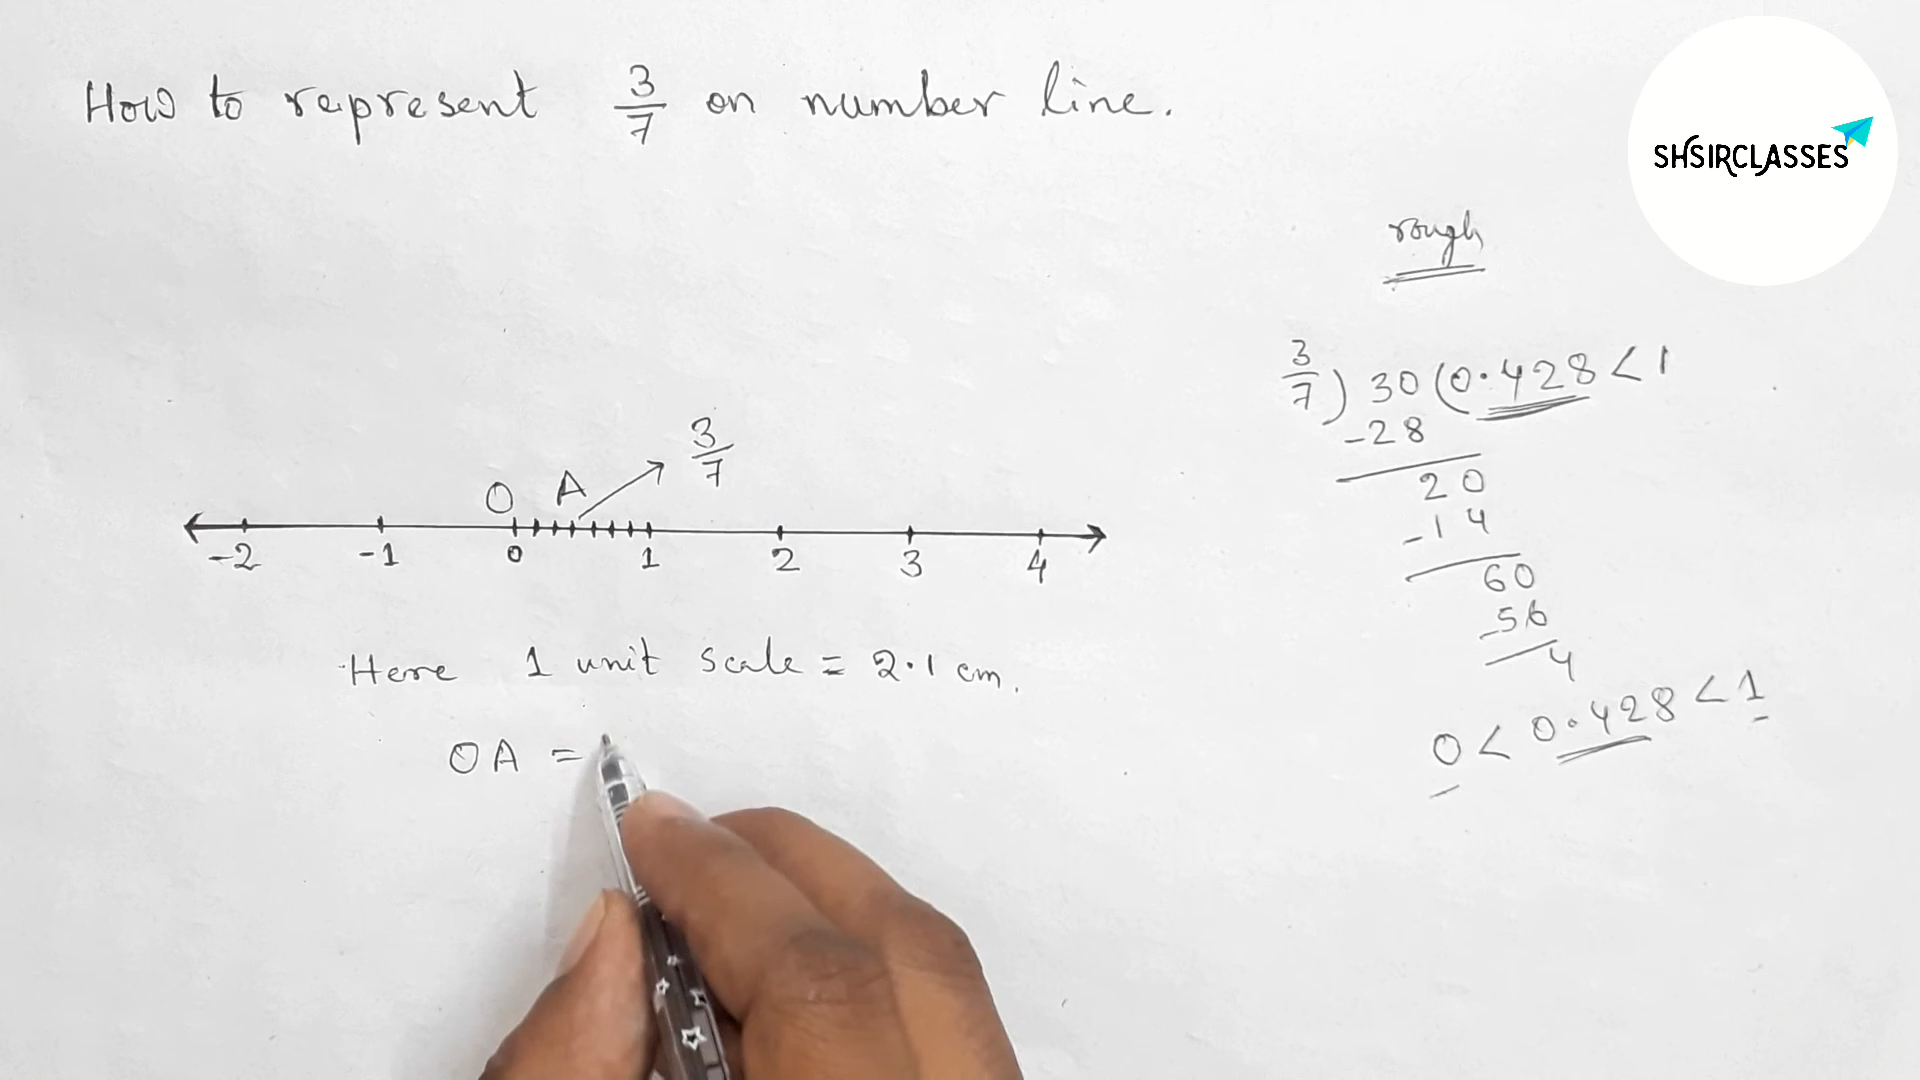 How to represent 3/7 on number line.
SHSIRCLASSES
rough
3/7 ) 30 ( 0.428 < 1
-28
20
-14
60
-56
4
0 < 0.428 < 1
3/7
O A
-2 -1 0 1 2 3 4
Here 1 unit scale = 2.1 cm.
OA =